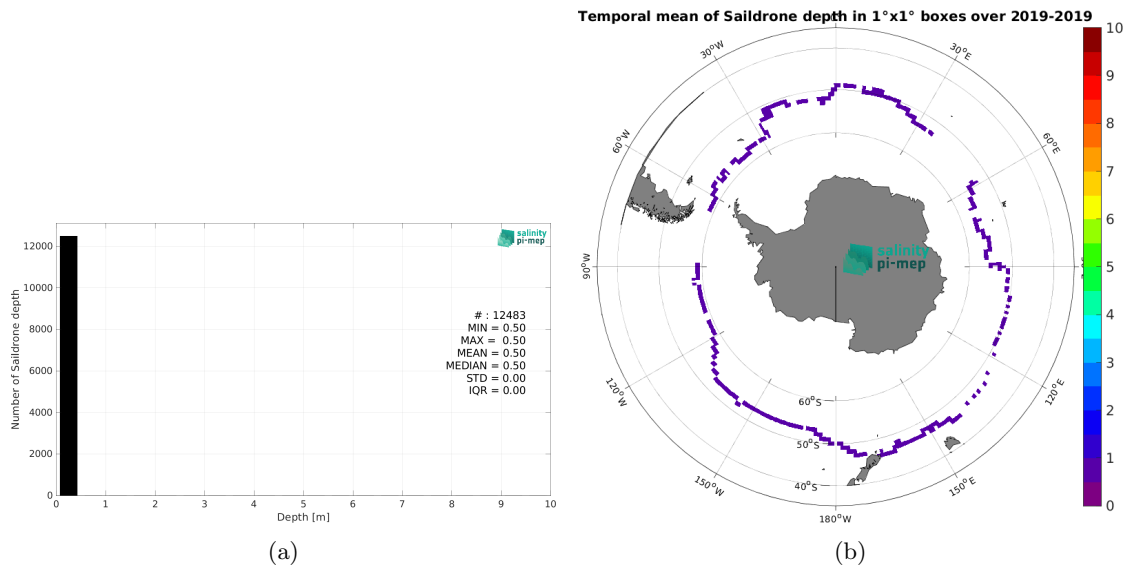 Number of Saildrone depth
12000
10000
8000
6000
4000
2000
0
0 1 2 3 4 5 6 7 8 9 10
Depth [m]
salinity
pi-mep
# : 12483
MIN = 0.50
MAX = 0.50
MEAN = 0.50
MEDIAN = 0.50
STD = 0.00
IQR = 0.00
(a)
Temporal mean of Saildrone depth in 1°x1° boxes over 2019-2019
30°W
30°E
60°W
60°E
90°W
120°W
120°E
150°W
150°E
180°W
60°S
50°S
40°S
salinity
pi-mep
10
9
8
7
6
5
4
3
2
1
0
(b)